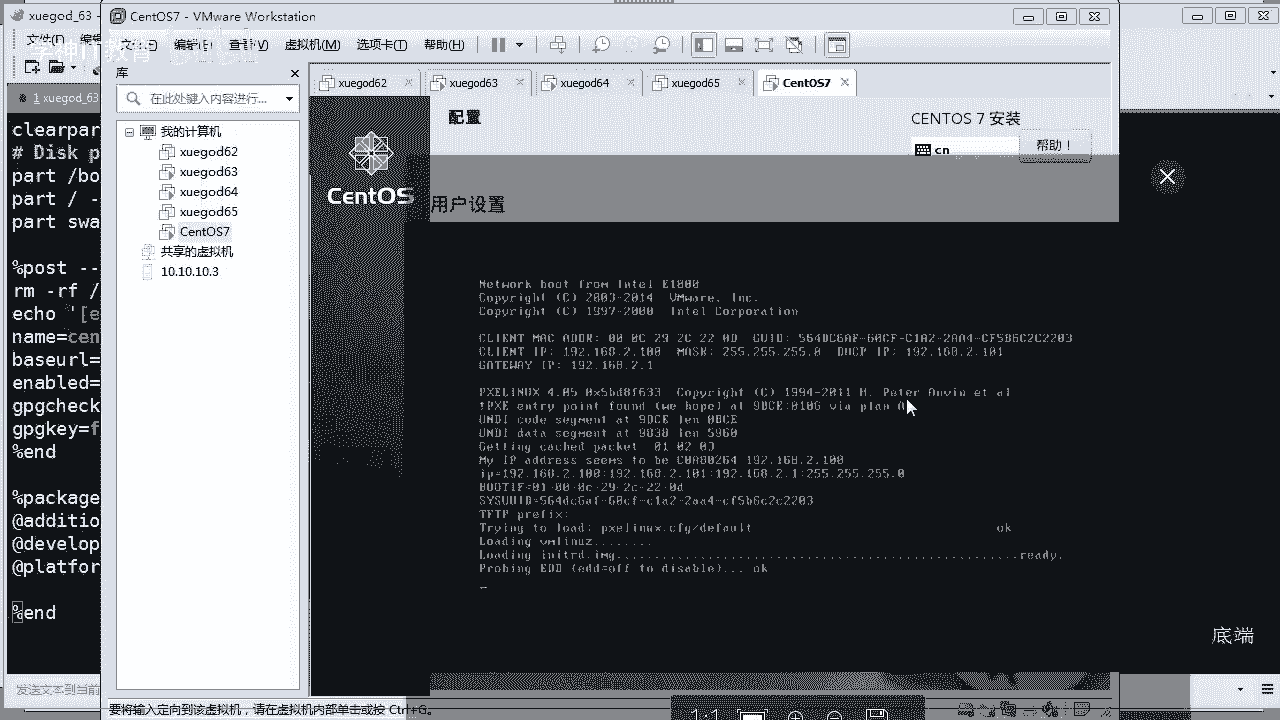 xuegod_63
CentOS7 - VMware Workstation
文件(F)
编辑
查看(V)
虚拟机(M)
选项卡(T)
帮助(H)
库
在此处键入内容进行...
xuegod62
xuegod63
xuegod64
xuegod65
CentOS7
1 xuegod_63
我的计算机
xuegod62
xuegod63
xuegod64
xuegod65
CentOS7
共享的虚拟机
10.10.10.3
clearpar
# Disk p
part /bo
part / -
part swa
%post --
rm -rf /
echo "[e
name=cen
baseurl=
enabled=
gpgcheck
gpgkey=f
%end
%package
@additio
@develop
@platfor
%end
发送文本到当前
CentOS
配置
CENTOS 7 安装
cn
帮助！
用户设置
Network boot from Intel E1000
Copyright (C) 2003-2014 VMware, Inc.
Copyright (C) 1997-2000 Intel Corporation
CLIENT MAC ADDR: 00 0C 29 2C 22 0D GUID: 564DC6AF-60CF-C1A2-2AA4-CF5B6C2C2203
CLIENT IP: 192.168.2.100 MASK: 255.255.255.0 DHCP IP: 192.168.2.101
GATEWAY IP: 192.168.2.1
PXELINUX 4.05 0x5bd8f633 Copyright (C) 1994-2011 H. Peter Anvin et al
!PXE entry point found (we hope) at 9DCE:0106 via plan A
UNDI code segment at 9DCE len 0BCE
UNDI data segment at 9838 len 5960
Getting cached packet 01 02 03
My IP address seems to be C0A80264 192.168.2.100
ip=192.168.2.100:192.168.2.101:192.168.2.1:255.255.255.0
BOOTIF=01-00-0c-29-2c-22-0d
SYSUUID=564dc6af-60cf-c1a2-2aa4-cf5b6c2c2203
TFTP prefix:
Trying to load: pxelinux.cfg/default ok
Loading vmlinuz........
Loading initrd.img......................................................ready.
Probing EDD (edd=off to disable)... ok
底端
要将输入定向到该虚拟机，请在虚拟机内部单击或按 Ctrl+G。